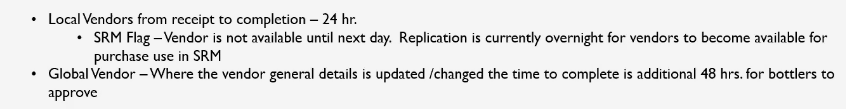 • Local Vendors from receipt to completion – 24 hr.
• SRM Flag – Vendor is not available until next day. Replication is currently overnight for vendors to become available for
purchase use in SRM
• Global Vendor – Where the vendor general details is updated /changed the time to complete is additional 48 hrs. for bottlers to
approve